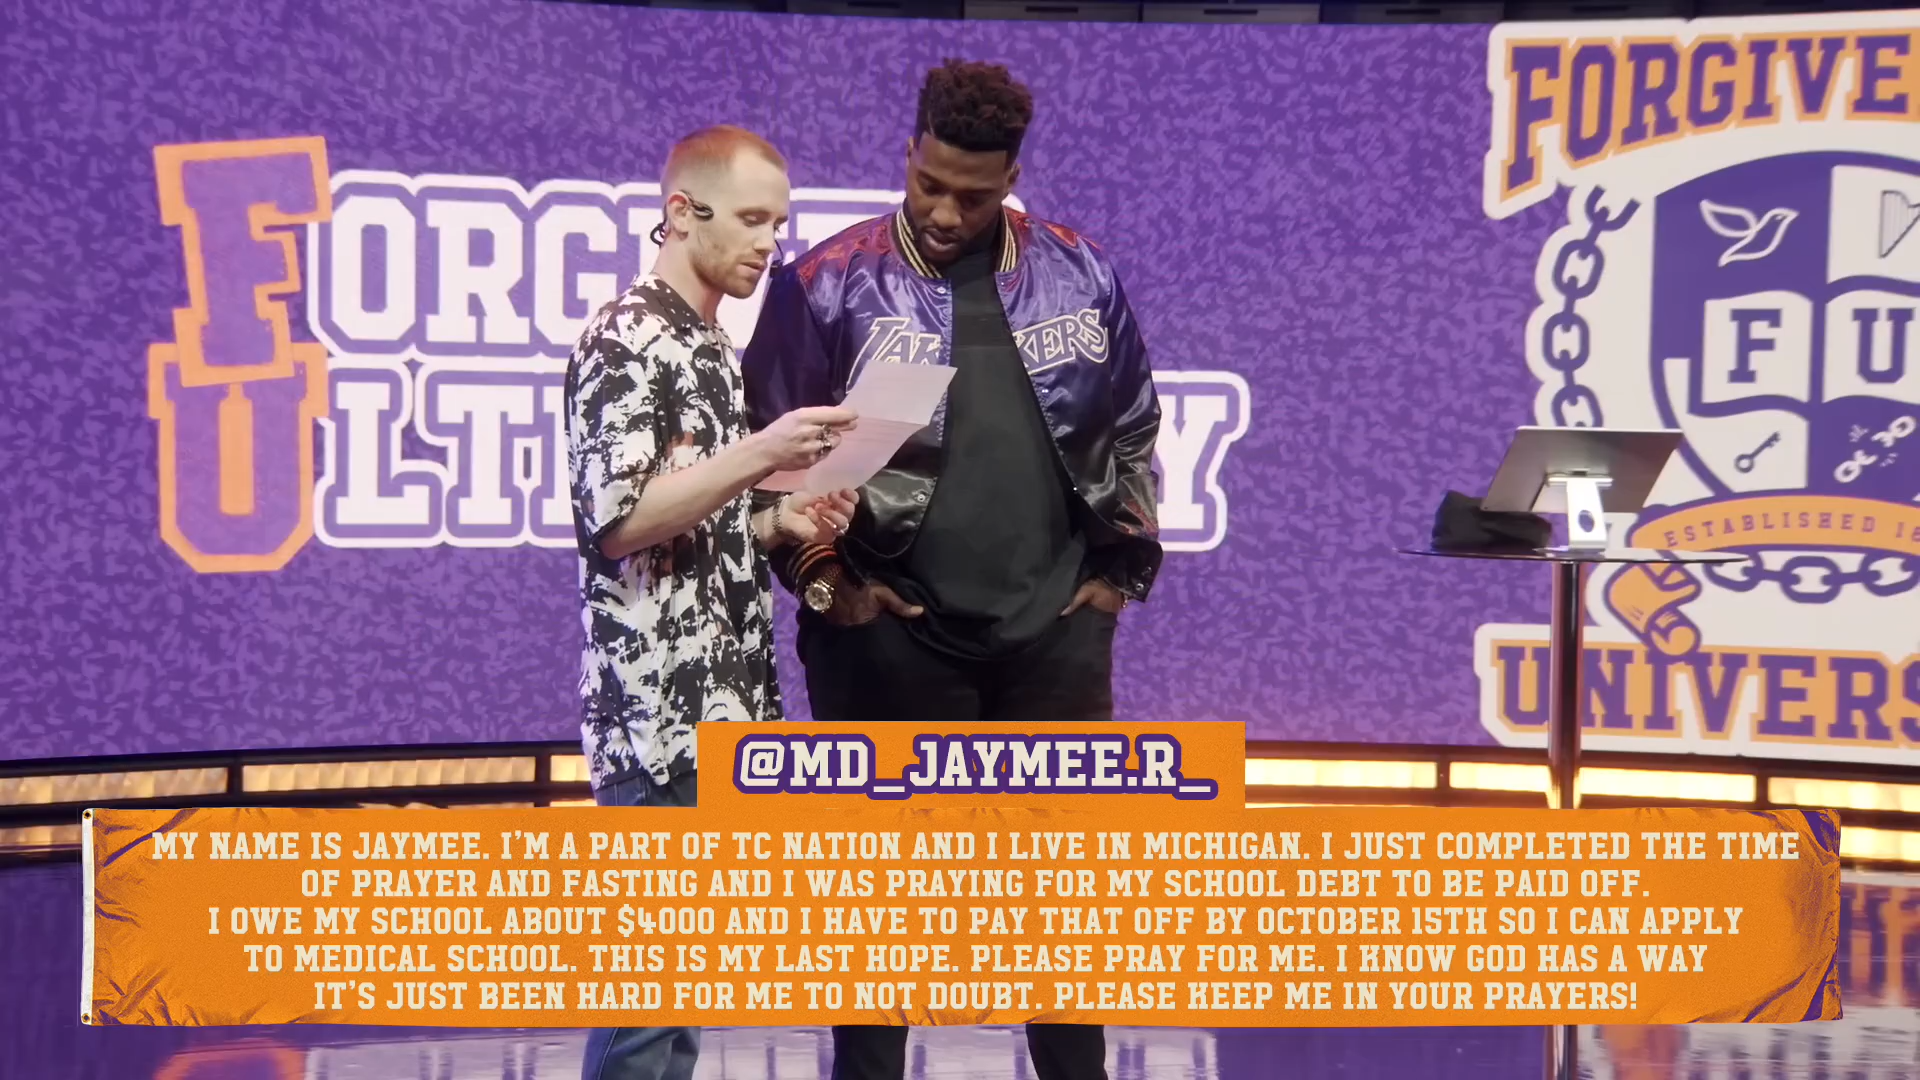 FORGIVE
F U
ESTABLISHED
LAKERS
@MD_JAYMEE.R_
MY NAME IS JAYMEE. I'M A PART OF TC NATION AND I LIVE IN MICHIGAN. I JUST COMPLETED THE TIME
OF PRAYER AND FASTING AND I WAS PRAYING FOR MY SCHOOL DEBT TO BE PAID OFF.
I OWE MY SCHOOL ABOUT $4000 AND I HAVE TO PAY THAT OFF BY OCTOBER 15TH SO I CAN APPLY
TO MEDICAL SCHOOL. THIS IS MY LAST HOPE. PLEASE PRAY FOR ME. I KNOW GOD HAS A WAY
IT'S JUST BEEN HARD FOR ME TO NOT DOUBT. PLEASE KEEP ME IN YOUR PRAYERS!